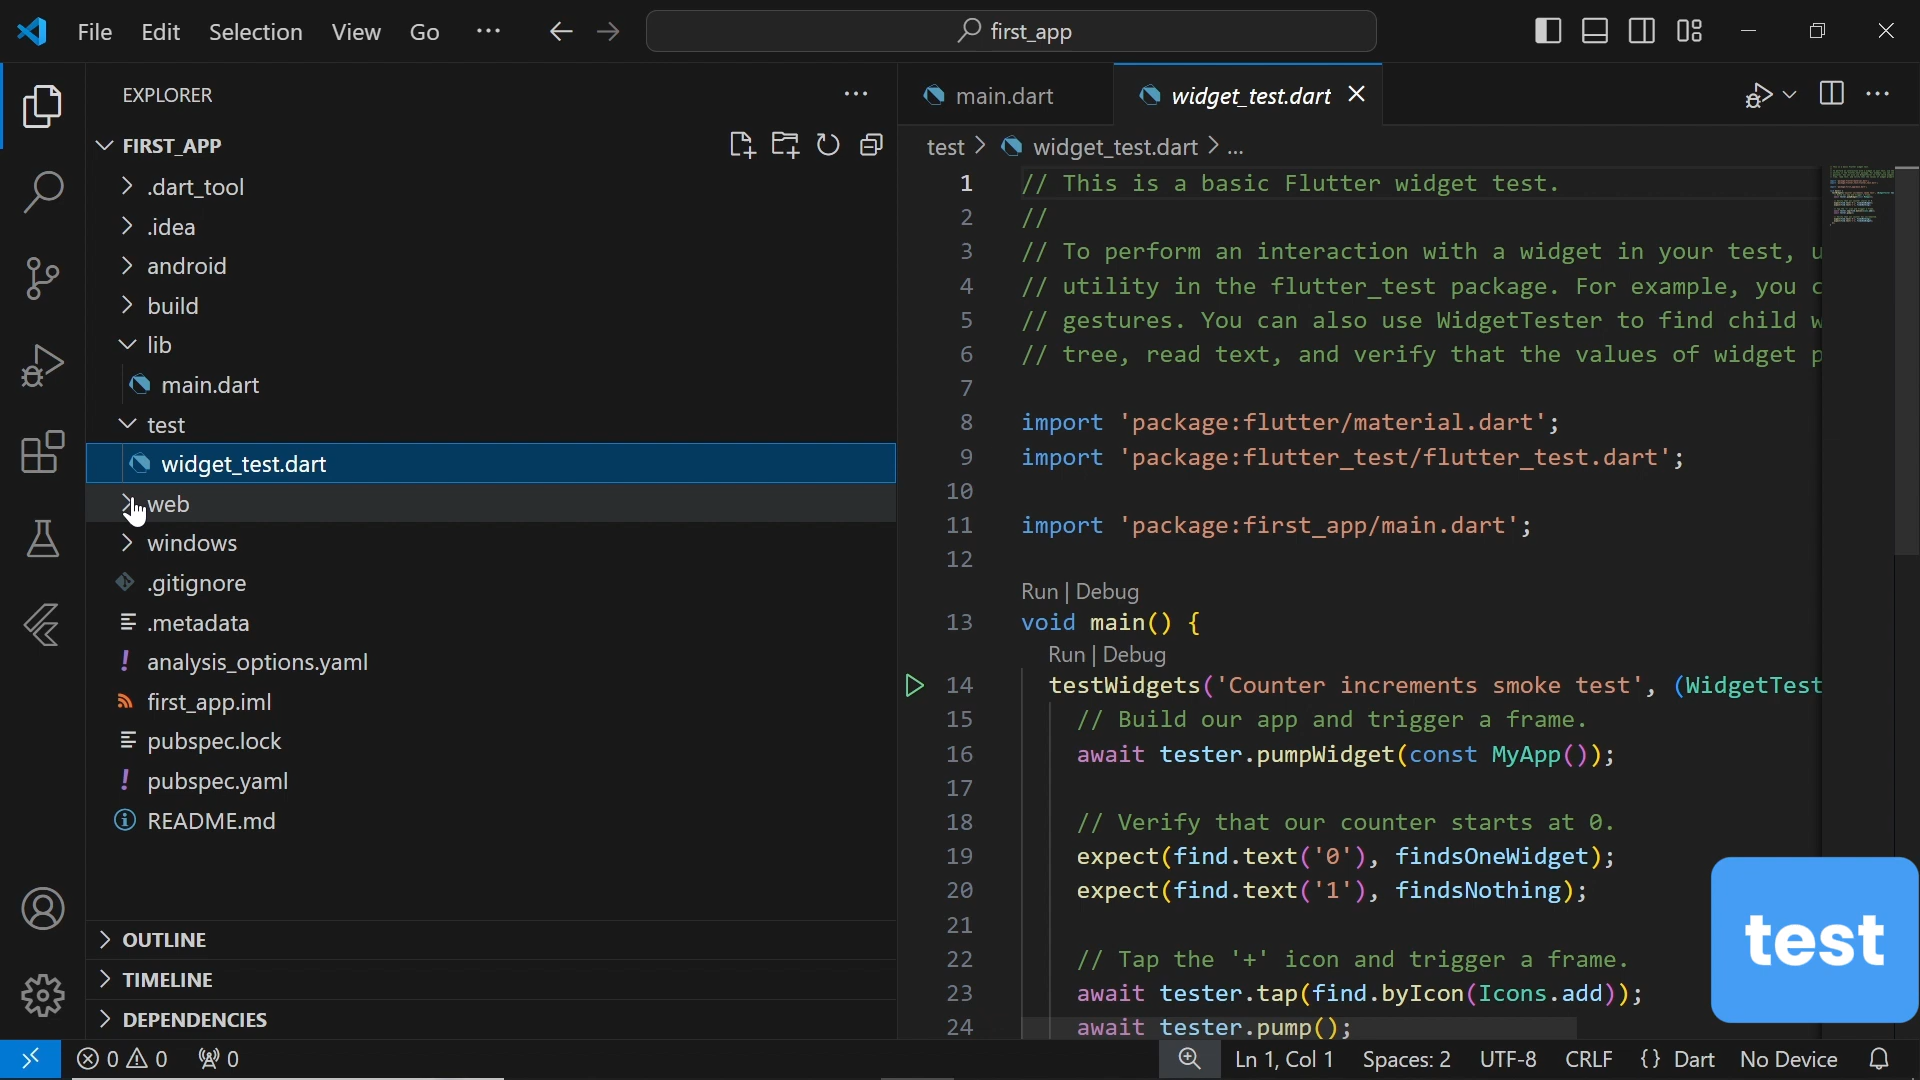 File Edit Selection View Go ··· first_app
EXPLORER
FIRST_APP
.dart_tool
.idea
android
build
lib
main.dart
test
widget_test.dart
web
windows
.gitignore
.metadata
analysis_options.yaml
first_app.iml
pubspec.lock
pubspec.yaml
README.md
OUTLINE
TIMELINE
DEPENDENCIES
main.dart widget_test.dart
test > widget_test.dart > ...
1 // This is a basic Flutter widget test.
2 //
3 // To perform an interaction with a widget in your test, u
4 // utility in the flutter_test package. For example, you c
5 // gestures. You can also use WidgetTester to find child w
6 // tree, read text, and verify that the values of widget p
7
8 import 'package:flutter/material.dart';
9 import 'package:flutter_test/flutter_test.dart';
10
11 import 'package:first_app/main.dart';
12
Run | Debug
13 void main() {
Run | Debug
14 testWidgets('Counter increments smoke test', (WidgetTest
15 // Build our app and trigger a frame.
16 await tester.pumpWidget(const MyApp());
17
18 // Verify that our counter starts at 0.
19 expect(find.text('0'), findsOneWidget);
20 expect(find.text('1'), findsNothing);
21
22 // Tap the '+' icon and trigger a frame.
23 await tester.tap(find.byIcon(Icons.add));
24 await tester.pump();
test
0 0 0 Ln 1, Col 1 Spaces: 2 UTF-8 CRLF {} Dart No Device